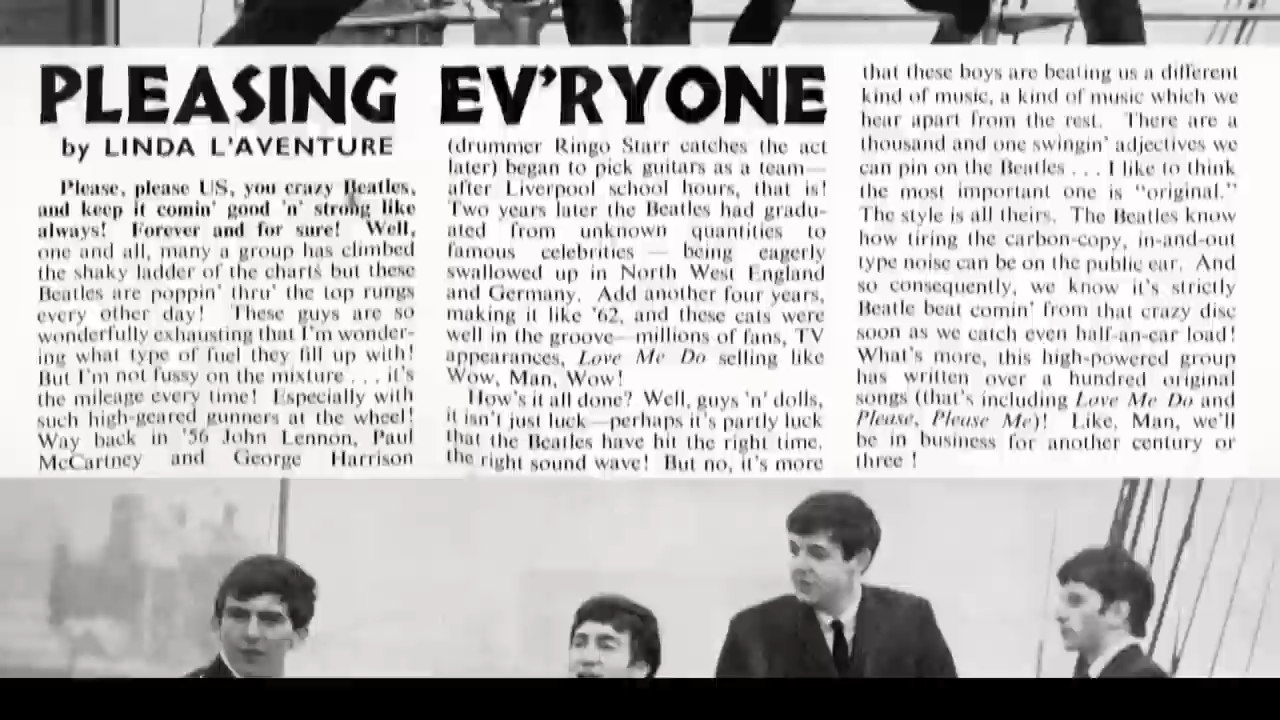 PLEASING EV'RYONE
by LINDA L'AVENTURE
Please, please US, you crazy Beatles,
and keep it comin' good 'n' strong like
always! Forever and for sure! Well,
one and all, many a group has climbed
the shaky ladder of the charts but these
Beatles are poppin' thru' the top rungs
every other day! These guys are so
wonderfully exhausting that I'm wonder-
ing what type of fuel they fill up with!
But I'm not fussy on the mixture . . . it's
the mileage every time! Especially with
such high-geared gunners at the wheel!
Way back in '56 John Lennon, Paul
McCartney and George Harrison
(drummer Ringo Starr catches the act
later) began to pick guitars as a team—
after Liverpool school hours, that is!
Two years later the Beatles had gradu-
ated from unknown quantities to
famous celebrities — being eagerly
swallowed up in North West England
and Germany. Add another four years,
making it like '62, and these cats were
well in the groove—millions of fans, TV
appearances, Love Me Do selling like
Wow, Man, Wow!
How's it all done? Well, guys 'n' dolls,
it isn't just luck—perhaps it's partly luck
that the Beatles have hit the right time,
the right sound wave! But no, it's more
that these boys are beating us a different
kind of music, a kind of music which we
hear apart from the rest. There are a
thousand and one swingin' adjectives we
can pin on the Beatles . . . I like to think
the most important one is "original."
The style is all theirs. The Beatles know
how tiring the carbon-copy, in-and-out
type noise can be on the public ear. And
so consequently, we know it's strictly
Beatle beat comin' from that crazy disc
soon as we catch even half-an-ear load!
What's more, this high-powered group
has written over a hundred original
songs (that's including Love Me Do and
Please, Please Me)! Like, Man, we'll
be in business for another century or
three !